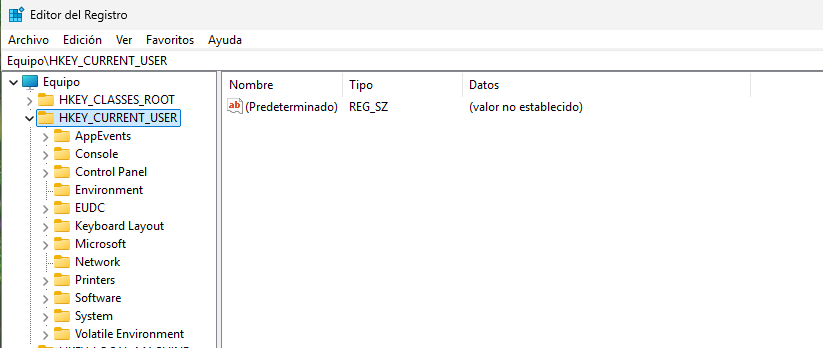 Editor del Registro
Archivo Edición Ver Favoritos Ayuda
Equipo\HKEY_CURRENT_USER
Equipo
HKEY_CLASSES_ROOT
HKEY_CURRENT_USER
AppEvents
Console
Control Panel
Environment
EUDC
Keyboard Layout
Microsoft
Network
Printers
Software
System
Volatile Environment
Nombre Tipo Datos
ab (Predeterminado) REG_SZ (valor no establecido)